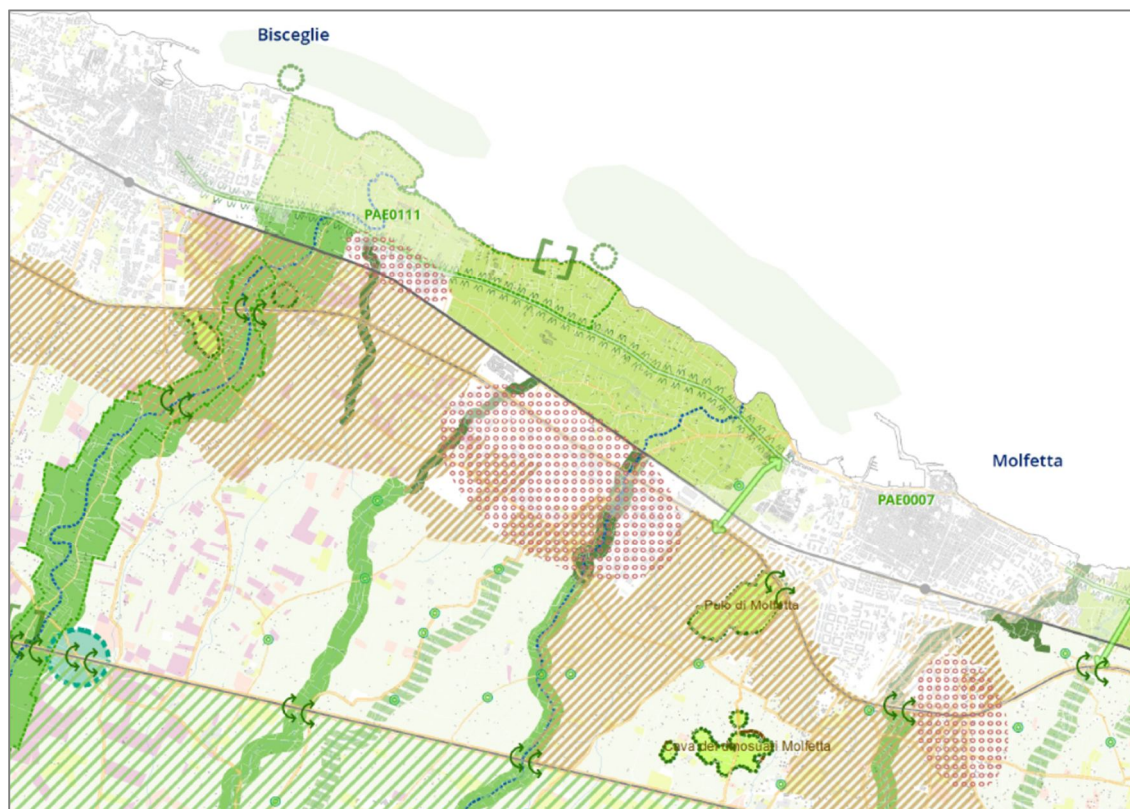 Bisceglie
PAE0111
Molfetta
PAE0007
Pulo di Molfetta
Cava dei dinosauri Molfetta